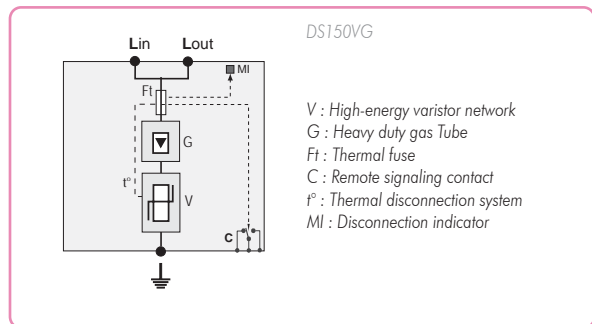 DS150VG
Lin Lout
MI
Ft
G
t°
V
C
V : High-energy varistor network
G : Heavy duty gas Tube
Ft : Thermal fuse
C : Remote signaling contact
t° : Thermal disconnection system
MI : Disconnection indicator